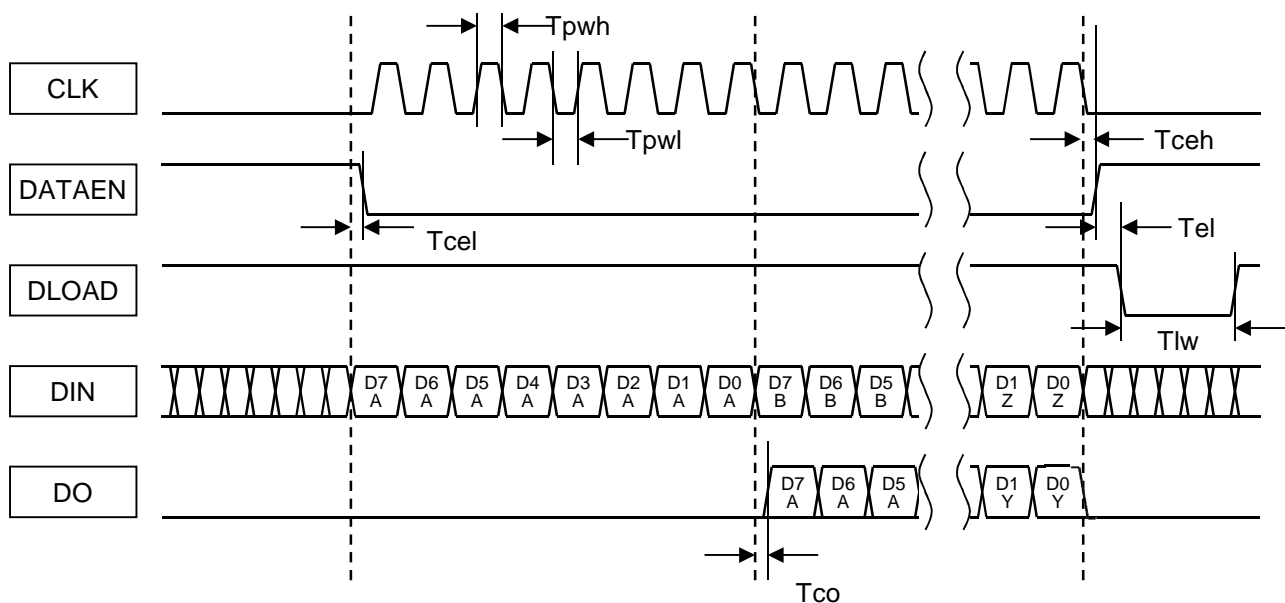 Tpwh
CLK
Tpwl
Tceh
DATAEN
Tcel
Tel
DLOAD
Tlw
DIN
D7 D6 D5 D4 D3 D2 D1 D0 D7 D6 D5 D1 D0
A A A A A A A A B B B Z Z
DO
D7 D6 D5 D1 D0
A A A Y Y
Tco